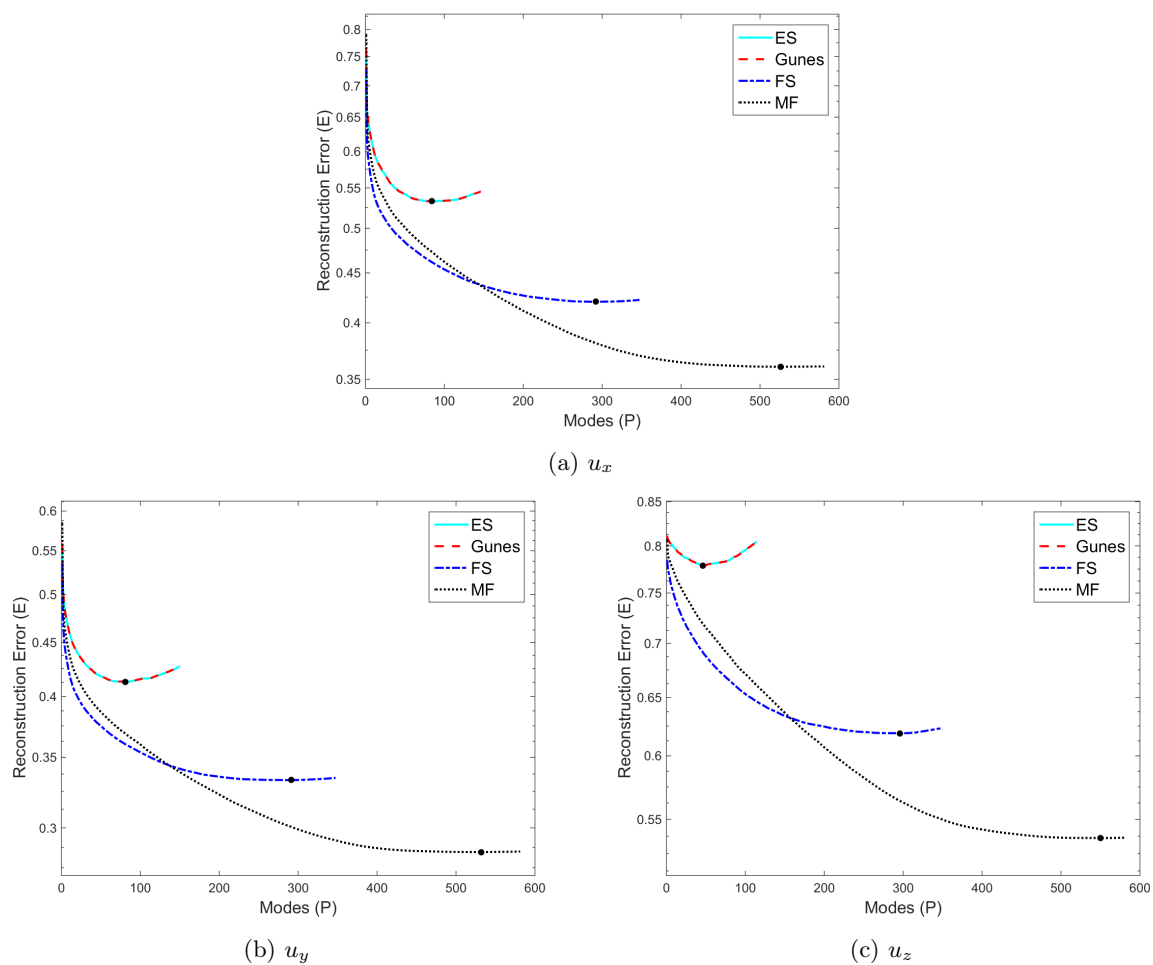 0.8
0.75
0.7
0.65
0.6
0.55
0.5
0.45
0.4
0.35
Reconstruction Error (E)
ES
Gunes
FS
MF
0 100 200 300 400 500 600
Modes (P)
(a) u_x
0.6
0.55
0.5
0.45
0.4
0.35
0.3
Reconstruction Error (E)
ES
Gunes
FS
MF
0 100 200 300 400 500 600
Modes (P)
(b) u_y
0.85
0.8
0.75
0.7
0.65
0.6
0.55
Reconstruction Error (E)
ES
Gunes
FS
MF
0 100 200 300 400 500 600
Modes (P)
(c) u_z